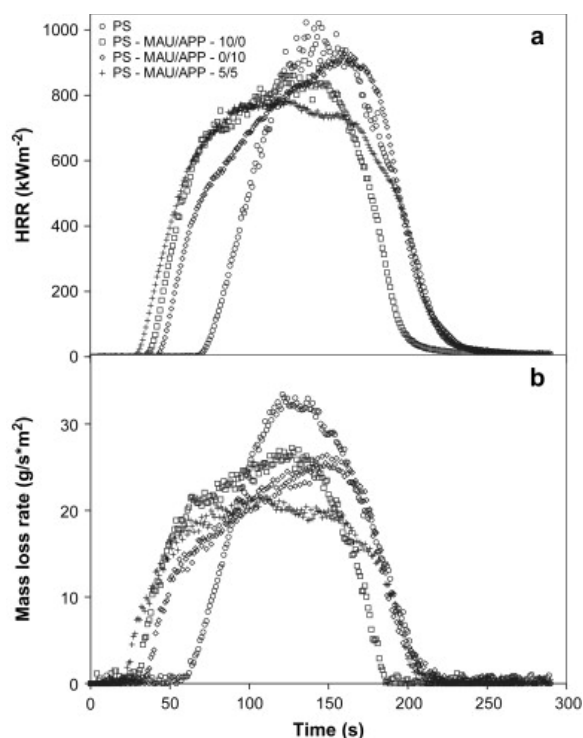 1000
a
○ PS
□ PS - MAU/APP - 10/0
◇ PS - MAU/APP - 0/10
+ PS - MAU/APP - 5/5
800
600
400
200
0
HRR (kWm-2)
b
30
20
10
0
Mass loss rate (g/s*m²)
0 50 100 150 200 250 300
Time (s)